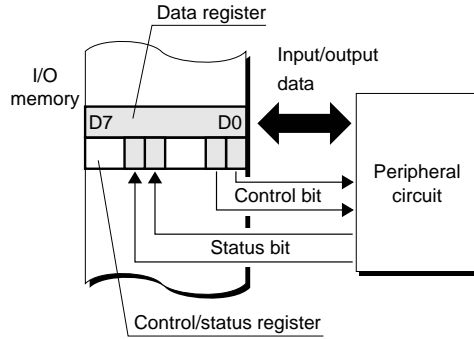 Data register
I/O
memory
Input/output
data
D7
D0
Peripheral
circuit
Control bit
Status bit
Control/status register